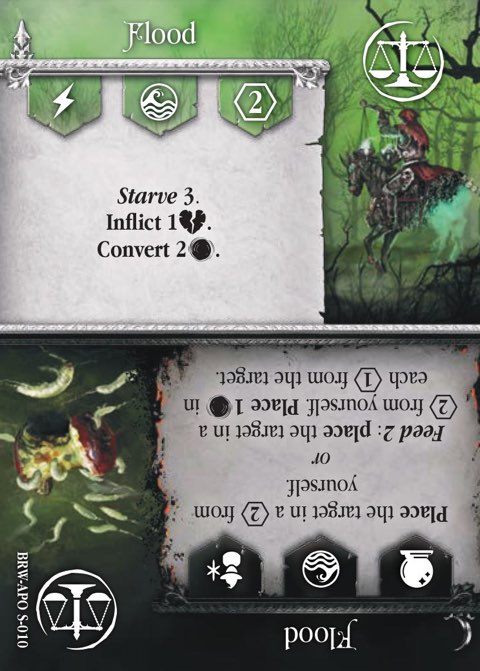 Flood
2
Starve 3.
Inflict 1.
Convert 2.
Flood
Place the target in a 2 from
yourself.
or
Feed 2: place the target in a
2 from yourself. Place 1 in
each 1 from the target.
BRW-APO S-010